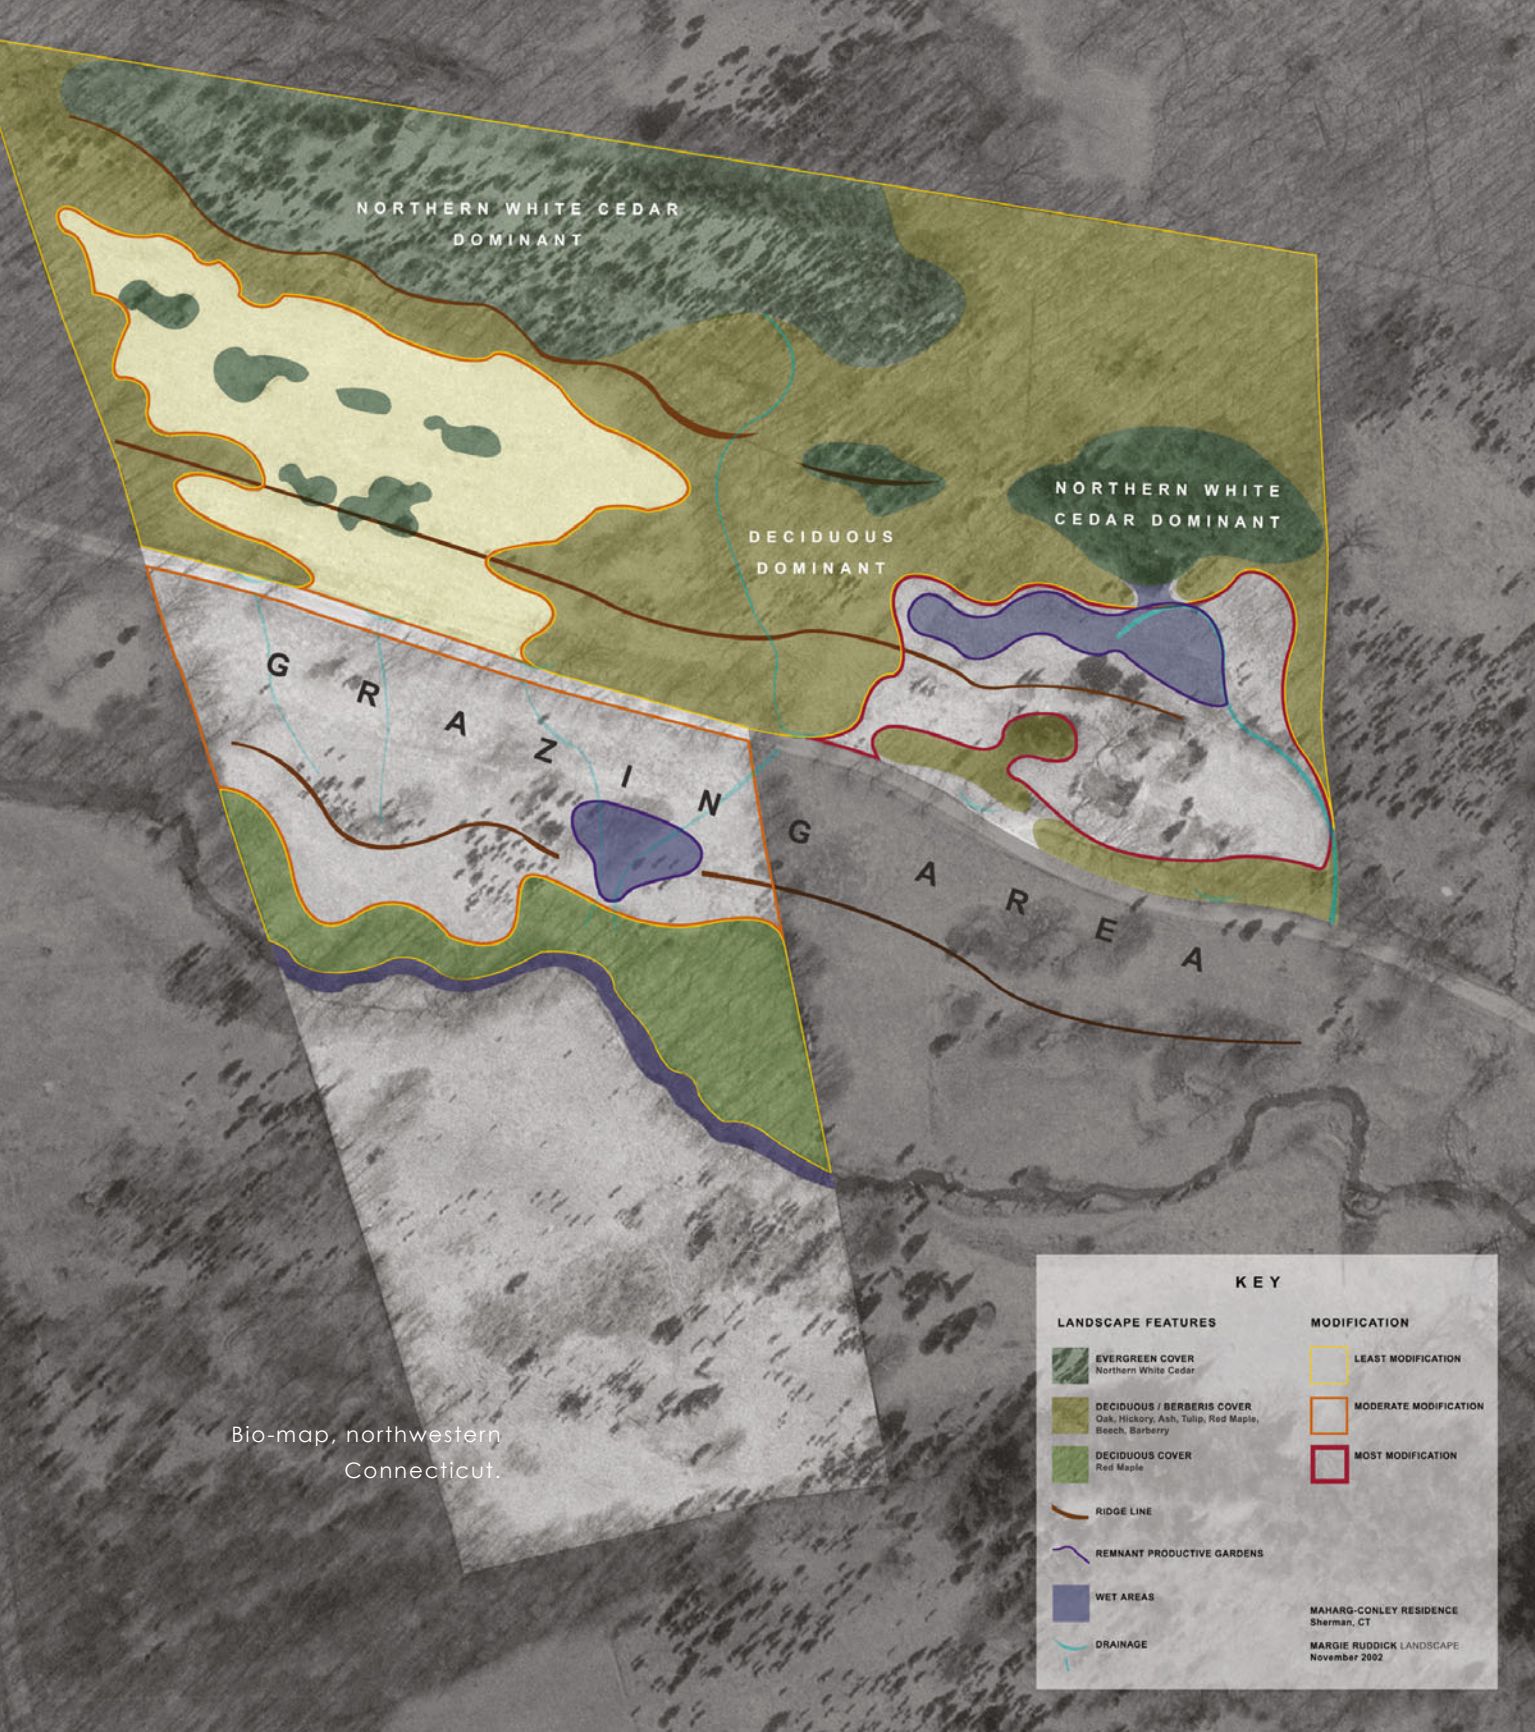 NORTHERN WHITE CEDAR
DOMINANT
NORTHERN WHITE
CEDAR DOMINANT
DECIDUOUS
DOMINANT
GRAZING AREA
Bio-map, northwestern
Connecticut.
KEY
LANDSCAPE FEATURES
EVERGREEN COVER
Northern White Cedar
DECIDUOUS / BERBERIS COVER
Oak, Hickory, Ash, Tulip, Red Maple,
Beech, Barberry
DECIDUOUS COVER
Red Maple
RIDGE LINE
REMNANT PRODUCTIVE GARDENS
WET AREAS
DRAINAGE
MODIFICATION
LEAST MODIFICATION
MODERATE MODIFICATION
MOST MODIFICATION
MAHARG-CONLEY RESIDENCE
Sherman, CT
MARGIE RUDDICK LANDSCAPE
November 2002